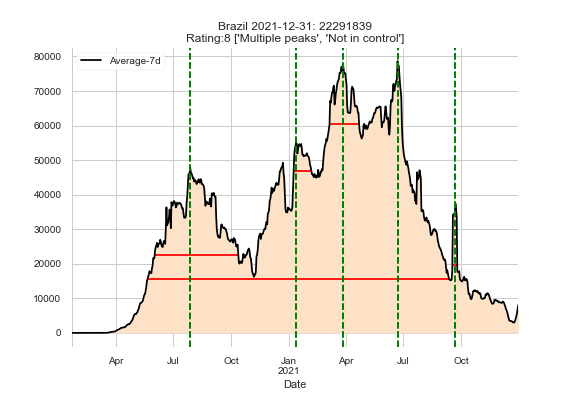 Brazil 2021-12-31: 22291839
Rating:8 ['Multiple peaks', 'Not in control']
Average-7d
80000
70000
60000
50000
40000
30000
20000
10000
0
Apr Jul Oct Jan Apr Jul Oct
2021
Date